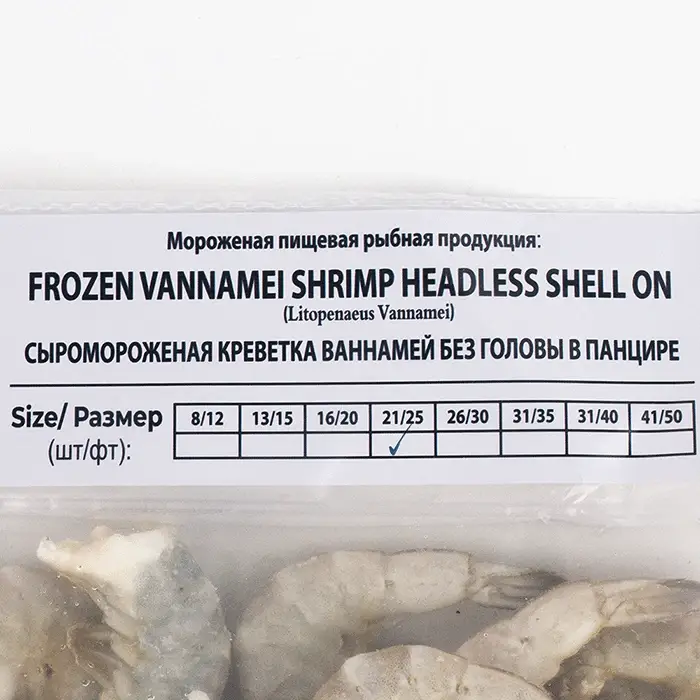 Мороженая пищевая рыбная продукция:
FROZEN VANNAMEI SHRIMP HEADLESS SHELL ON
(Litopenaeus Vannamei)
СЫРОМОРОЖЕНАЯ КРЕВЕТКА ВАННАМЕЙ БЕЗ ГОЛОВЫ В ПАНЦИРЕ
Size/ Размер 8/12 13/15 16/20 21/25 26/30 31/35 31/40 41/50
(шт/фт): ✓